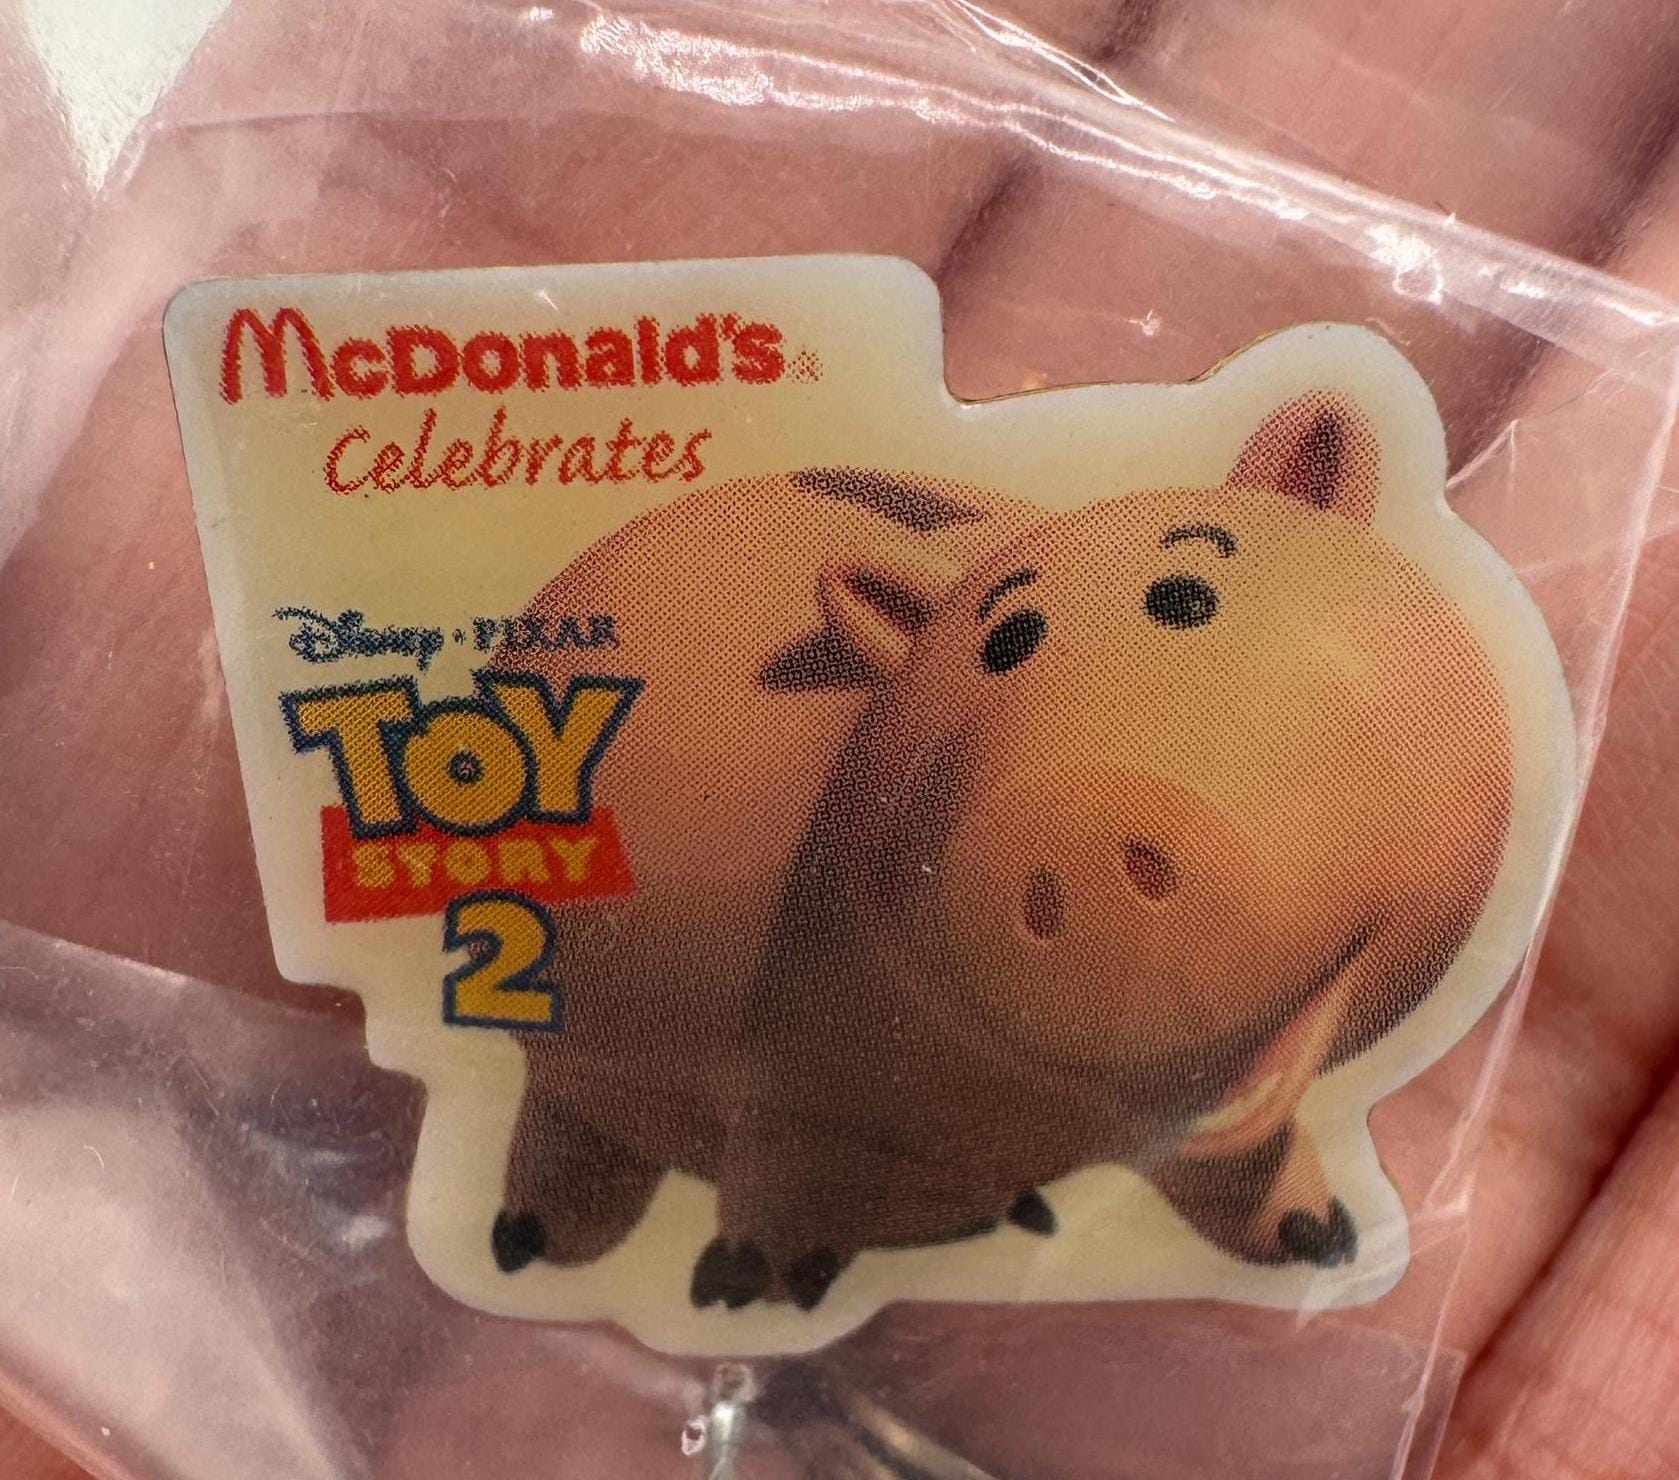 McDonald's®
celebrates
Disney • PIXAR
TOY
STORY
2